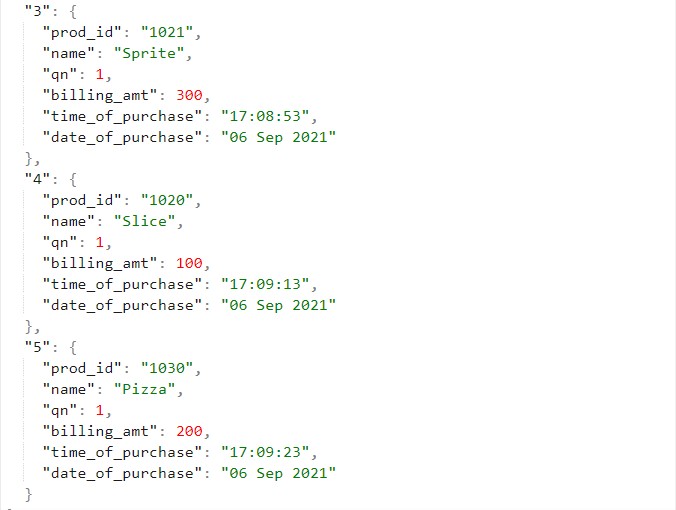 "3": {
"prod_id": "1021",
"name": "Sprite",
"qn": 1,
"billing_amt": 300,
"time_of_purchase": "17:08:53",
"date_of_purchase": "06 Sep 2021"
},
"4": {
"prod_id": "1020",
"name": "Slice",
"qn": 1,
"billing_amt": 100,
"time_of_purchase": "17:09:13",
"date_of_purchase": "06 Sep 2021"
},
"5": {
"prod_id": "1030",
"name": "Pizza",
"qn": 1,
"billing_amt": 200,
"time_of_purchase": "17:09:23",
"date_of_purchase": "06 Sep 2021"
}